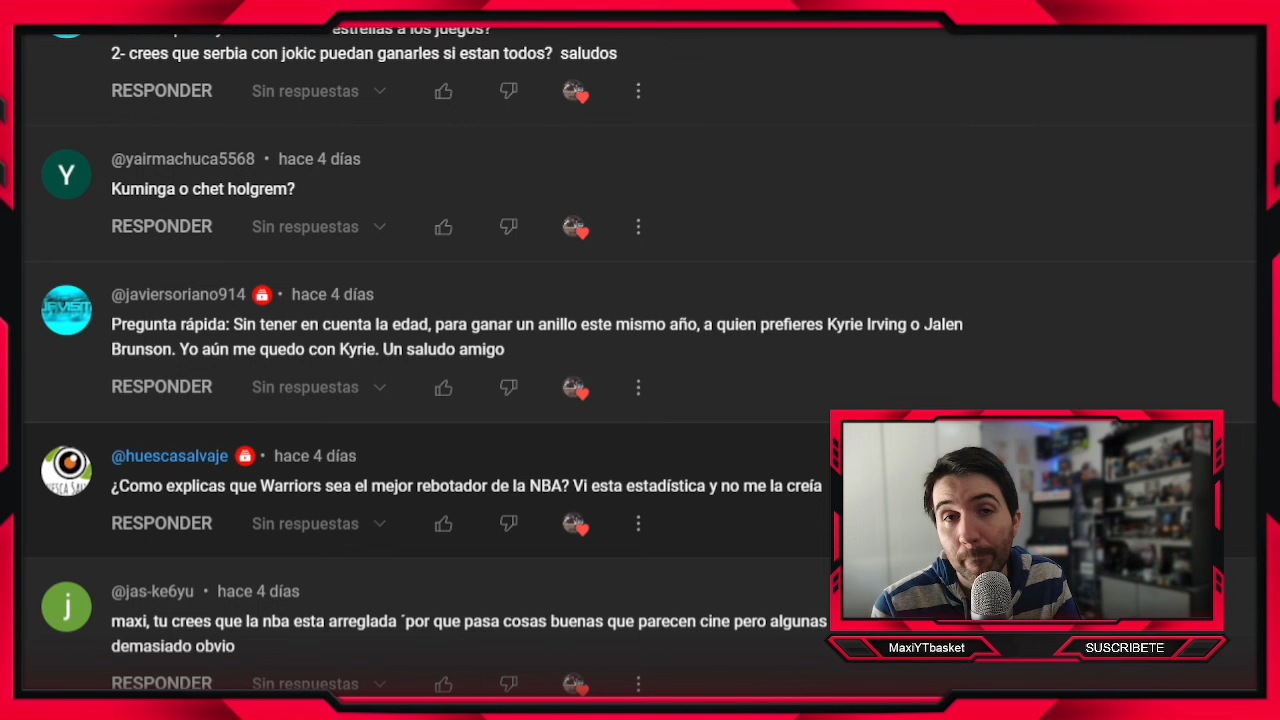 estrellas a los juegos?
2- crees que serbia con jokic puedan ganarles si estan todos? saludos
RESPONDER Sin respuestas
Y @yairmachuca5568 • hace 4 días
Kuminga o chet holgrem?
RESPONDER Sin respuestas
@javiersoriano914 • hace 4 días
Pregunta rápida: Sin tener en cuenta la edad, para ganar un anillo este mismo año, a quien prefieres Kyrie Irving o Jalen
Brunson. Yo aún me quedo con Kyrie. Un saludo amigo
RESPONDER Sin respuestas
@huescasalvaje • hace 4 días
¿Como explicas que Warriors sea el mejor rebotador de la NBA? Vi esta estadística y no me la creía
RESPONDER Sin respuestas
j @jas-ke6yu • hace 4 días
maxi, tu crees que la nba esta arreglada ´por que pasa cosas buenas que parecen cine pero algunas
demasiado obvio
RESPONDER Sin respuestas
MaxiYTbasket
SUSCRIBETE